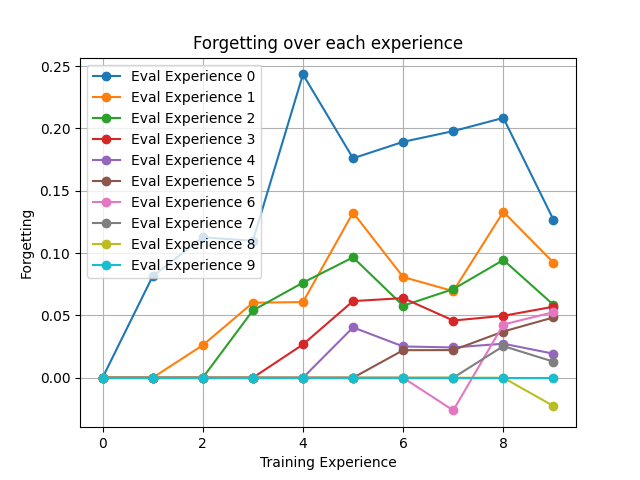 Forgetting over each experience
0.25
0.20
0.15
0.10
0.05
0.00
Forgetting
Eval Experience 0
Eval Experience 1
Eval Experience 2
Eval Experience 3
Eval Experience 4
Eval Experience 5
Eval Experience 6
Eval Experience 7
Eval Experience 8
Eval Experience 9
0 2 4 6 8
Training Experience